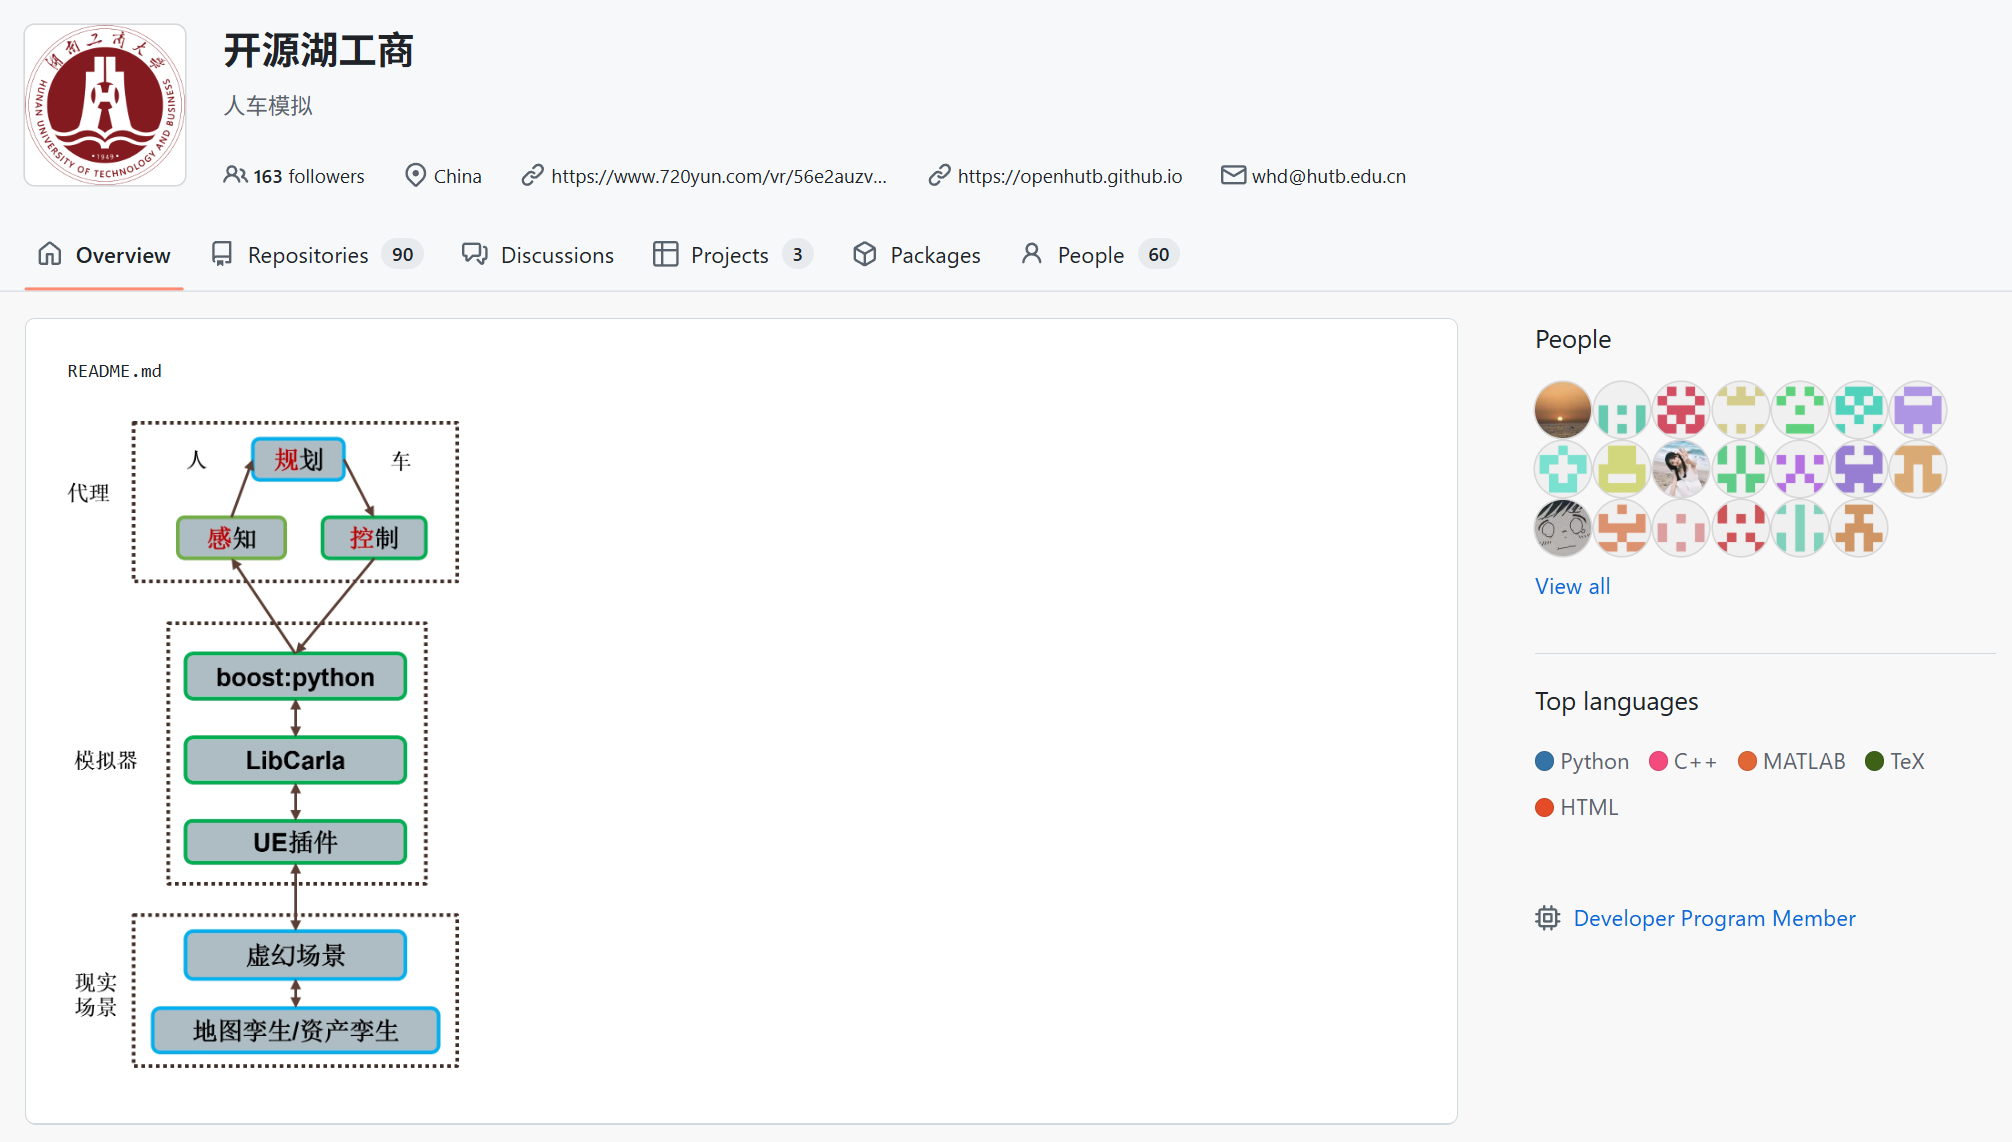 湖南工商大学
HUNAN UNIVERSITY OF TECHNOLOGY AND BUSINESS
•1949•
开源湖工商
人车模拟
163 followers
China
https://www.720yun.com/vr/56e2auzv...
https://openhutb.github.io
whd@hutb.edu.cn
Overview
Repositories 90
Discussions
Projects 3
Packages
People 60
README.md
人
规划
车
代理
感知
控制
boost:python
模拟器
LibCarla
UE插件
虚幻场景
现实
场景
地图孪生/资产孪生
People
View all
Top languages
Python C++ MATLAB TeX
HTML
Developer Program Member